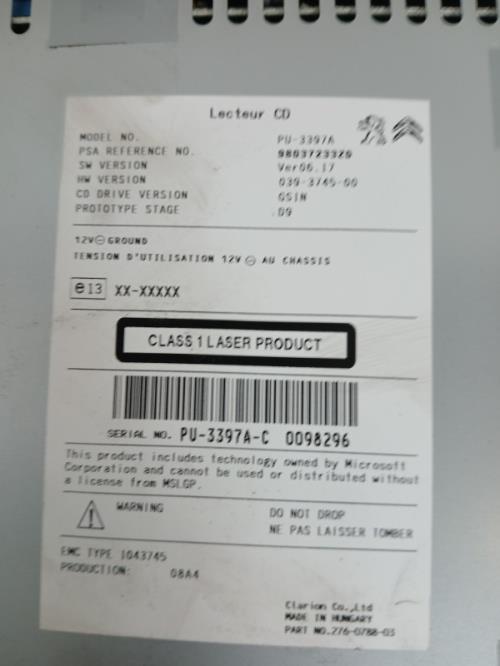 Lecteur CD
MODEL NO. PU-3397A
PSA REFERENCE NO. 9803723320
SW VERSION Ver06.17
HW VERSION 039-3745-00
CD DRIVE VERSION GSIN
PROTOTYPE STAGE .D9
12V⊖GROUND
TENSION D'UTILISATION 12V ⊖ AU CHASSIS
e13 XX-XXXXX
CLASS 1 LASER PRODUCT
SERIAL NO. PU-3397A-C 0098296
This product includes technology owned by Microsoft
Corporation and cannot be used or distributed without
a license from MSLGP.
WARNING DO NOT DROP
NE PAS LAISSER TOMBER
EMC TYPE 1043745
PRODUCTION: 08A4
Clarion Co.,Ltd
MADE IN HUNGARY
PART NO.276-0788-03